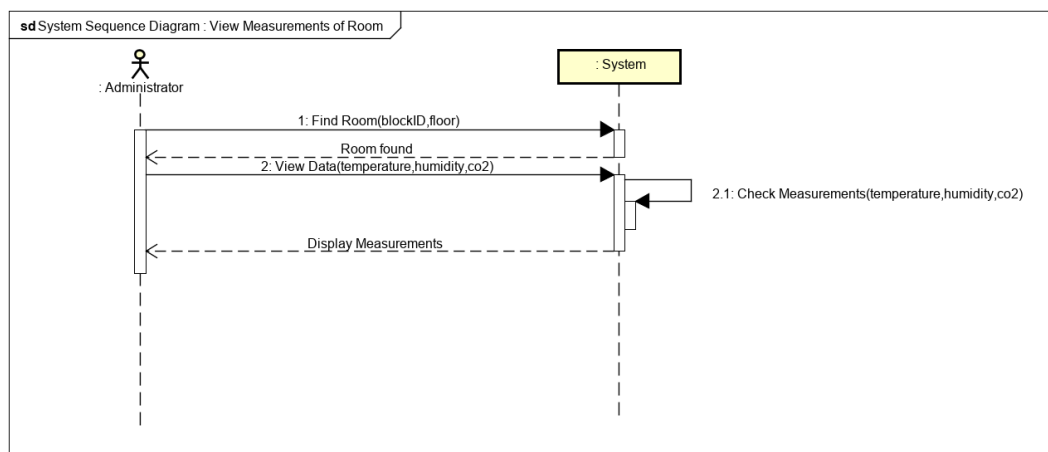 sd System Sequence Diagram : View Measurements of Room
: Administrator
: System
1: Find Room(blockID,floor)
Room found
2: View Data(temperature,humidity,co2)
2.1: Check Measurements(temperature,humidity,co2)
Display Measurements